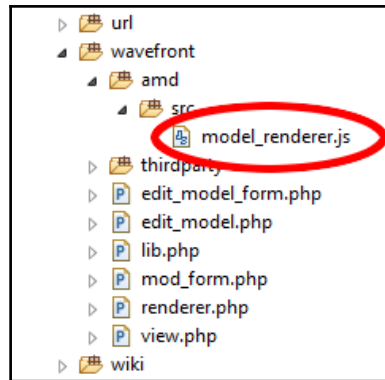 url
wavefront
amd
src
model_renderer.js
thirdparty
edit_model_form.php
edit_model.php
lib.php
mod_form.php
renderer.php
view.php
wiki